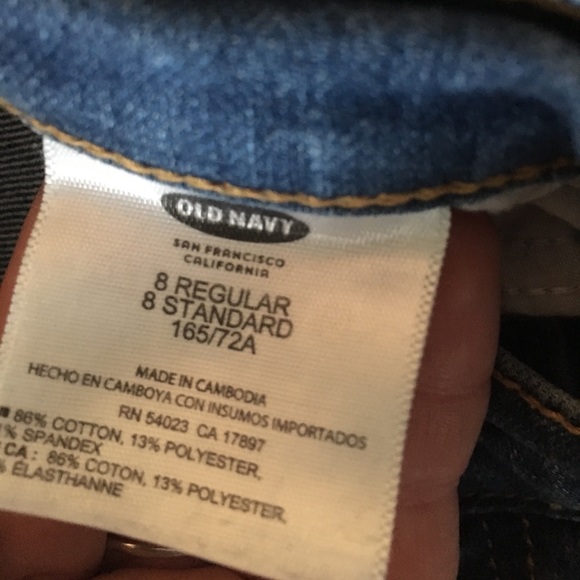 OLD NAVY
SAN FRANCISCO
CALIFORNIA
8 REGULAR
8 STANDARD
165/72A
MADE IN CAMBODIA
HECHO EN CAMBOYA CON INSUMOS IMPORTADOS
RN 54023 CA 17897
86% COTTON, 13% POLYESTER,
% SPANDEX
CA : 86% COTON, 13% POLYESTER,
% ÉLASTHANNE